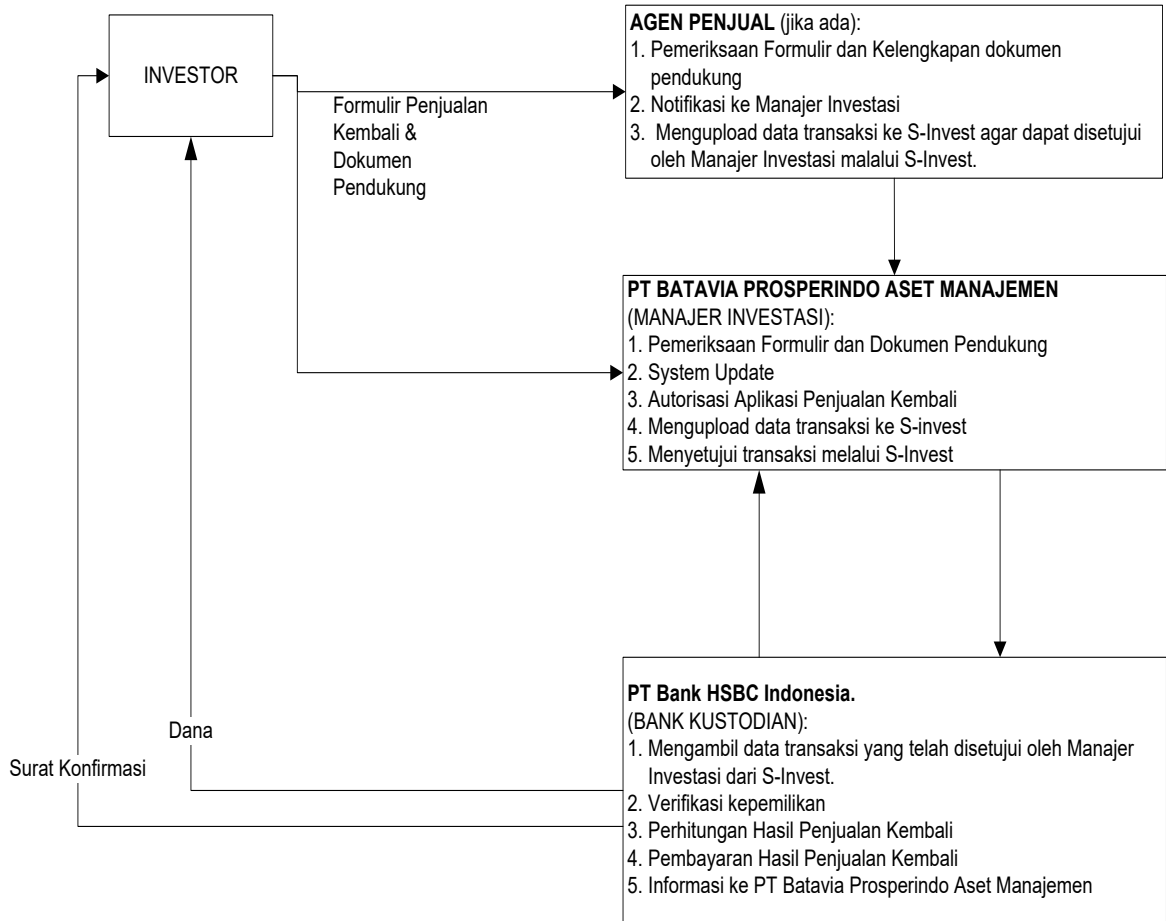 INVESTOR
Formulir Penjualan
Kembali &
Dokumen
Pendukung
AGEN PENJUAL (jika ada):
1. Pemeriksaan Formulir dan Kelengkapan dokumen
pendukung
2. Notifikasi ke Manajer Investasi
3. Mengupload data transaksi ke S-Invest agar dapat disetujui
oleh Manajer Investasi malalui S-Invest.
PT BATAVIA PROSPERINDO ASET MANAJEMEN
(MANAJER INVESTASI):
1. Pemeriksaan Formulir dan Dokumen Pendukung
2. System Update
3. Autorisasi Aplikasi Penjualan Kembali
4. Mengupload data transaksi ke S-invest
5. Menyetujui transaksi melalui S-Invest
Dana
Surat Konfirmasi
PT Bank HSBC Indonesia.
(BANK KUSTODIAN):
1. Mengambil data transaksi yang telah disetujui oleh Manajer
Investasi dari S-Invest.
2. Verifikasi kepemilikan
3. Perhitungan Hasil Penjualan Kembali
4. Pembayaran Hasil Penjualan Kembali
5. Informasi ke PT Batavia Prosperindo Aset Manajemen